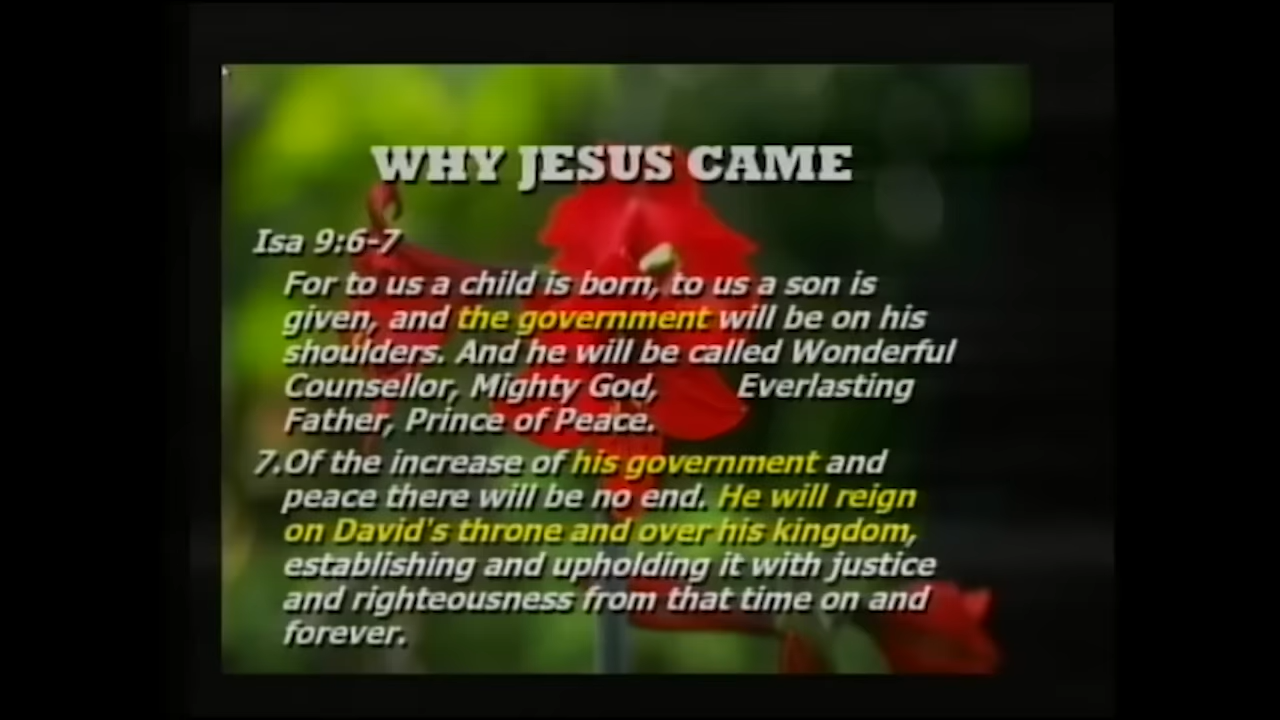 WHY JESUS CAME
Isa 9:6-7
For to us a child is born, to us a son is
given, and the government will be on his
shoulders. And he will be called Wonderful
Counsellor, Mighty God, Everlasting
Father, Prince of Peace.
7.Of the increase of his government and
peace there will be no end. He will reign
on David's throne and over his kingdom,
establishing and upholding it with justice
and righteousness from that time on and
forever.